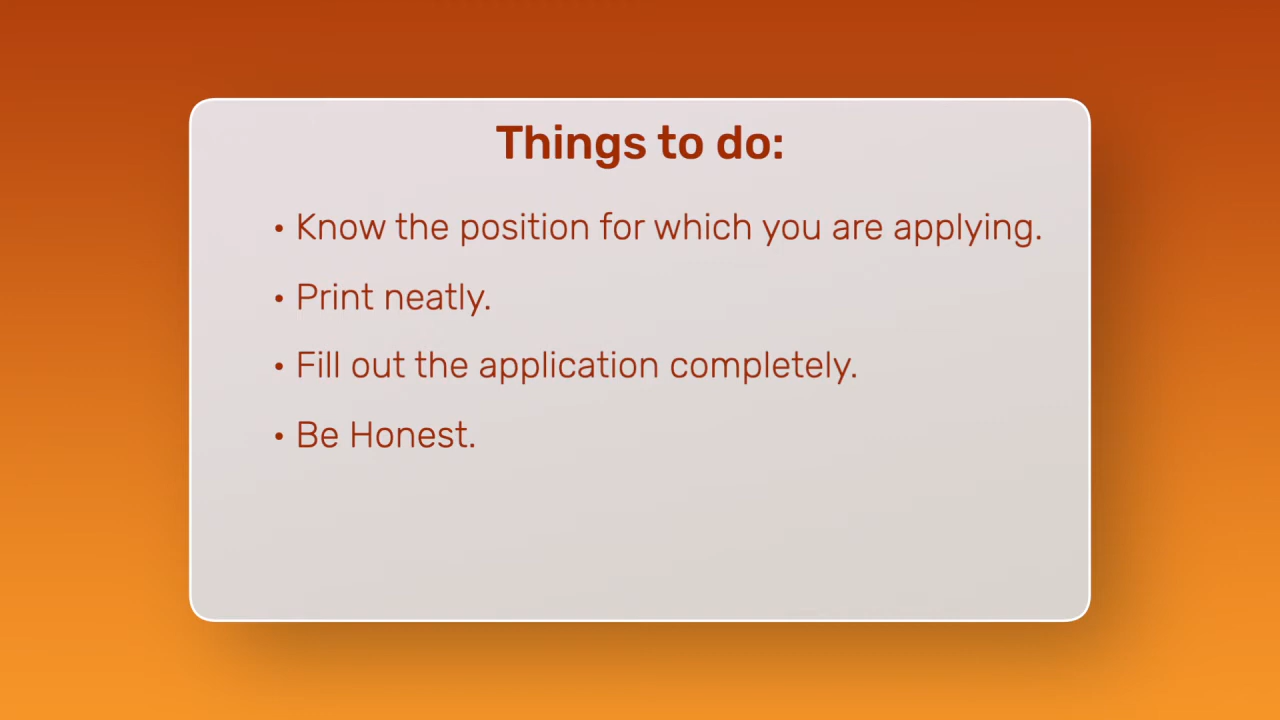 Things to do:
• Know the position for which you are applying.
• Print neatly.
• Fill out the application completely.
• Be Honest.